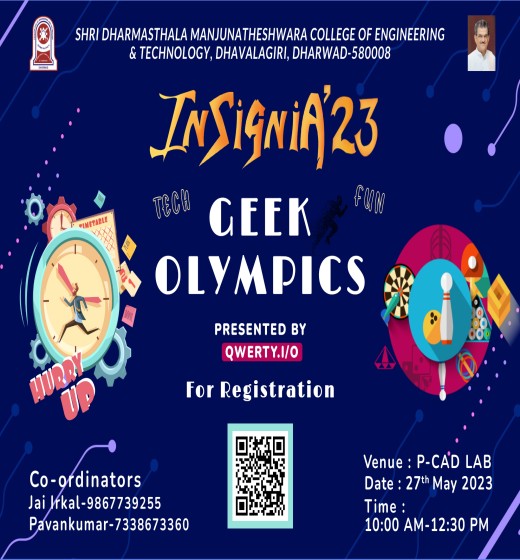 SHRI DHARMASTHALA MANJUNATHESHWARA COLLEGE OF ENGINEERING
& TECHNOLOGY, DHAVALAGIRI, DHARWAD-580008
INSIGNIA'23
TECH
FUN
GEEK
OLYMPICS
TIMETABLE
HURRY
UP
PRESENTED BY
QWERTY.I/O
For Registration
Co-ordinators
Jai Irkal-9867739255
Pavankumar-7338673360
Venue : P-CAD LAB
Date : 27th May 2023
Time :
10:00 AM-12:30 PM